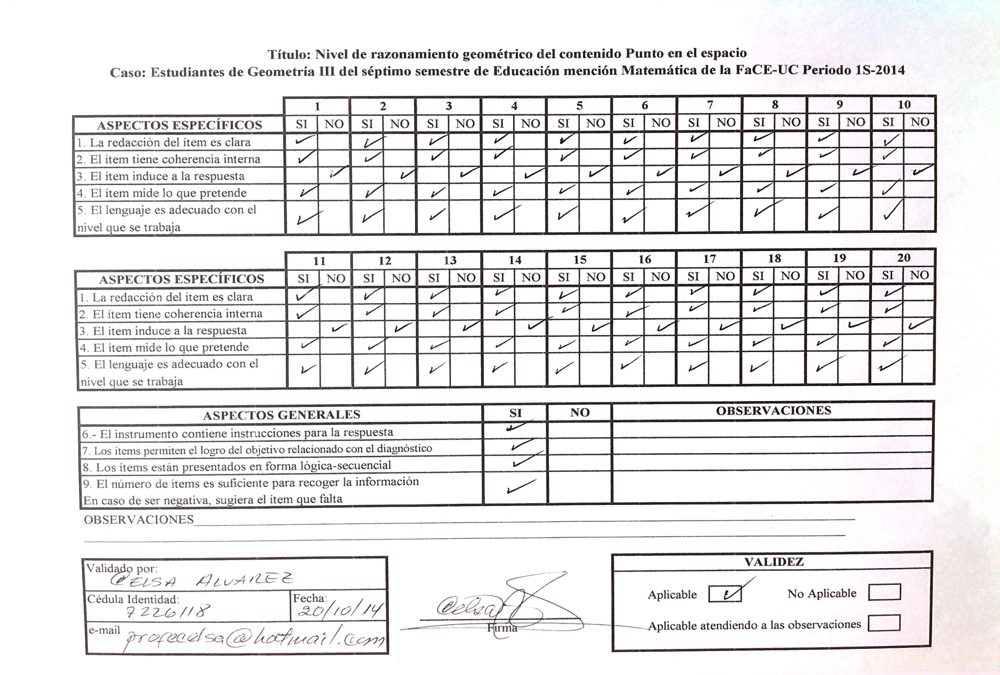 Título: Nivel de razonamiento geométrico del contenido Punto en el espacio
Caso: Estudiantes de Geometría III del séptimo semestre de Educación mención Matemática de la FaCE-UC Periodo 1S-2014
1 2 3 4 5 6 7 8 9 10
ASPECTOS ESPECÍFICOS SI NO SI NO SI NO SI NO SI NO SI NO SI NO SI NO SI NO SI NO
1. La redacción del ítem es clara ✓ ✓ ✓ ✓ ✓ ✓ ✓ ✓ ✓ ✓
2. El ítem tiene coherencia interna ✓ ✓ ✓ ✓ ✓ ✓ ✓ ✓ ✓ ✓
3. El ítem induce a la respuesta ✓ ✓ ✓ ✓ ✓ ✓ ✓ ✓ ✓ ✓
4. El ítem mide lo que pretende ✓ ✓ ✓ ✓ ✓ ✓ ✓ ✓ ✓ ✓
5. El lenguaje es adecuado con el
nivel que se trabaja ✓ ✓ ✓ ✓ ✓ ✓ ✓ ✓ ✓ ✓
11 12 13 14 15 16 17 18 19 20
ASPECTOS ESPECÍFICOS SI NO SI NO SI NO SI NO SI NO SI NO SI NO SI NO SI NO SI NO
1. La redacción del ítem es clara ✓ ✓ ✓ ✓ ✓ ✓ ✓ ✓ ✓ ✓
2. El ítem tiene coherencia interna ✓ ✓ ✓ ✓ ✓ ✓ ✓ ✓ ✓ ✓
3. El ítem induce a la respuesta ✓ ✓ ✓ ✓ ✓ ✓ ✓ ✓ ✓ ✓
4. El ítem mide lo que pretende ✓ ✓ ✓ ✓ ✓ ✓ ✓ ✓ ✓ ✓
5. El lenguaje es adecuado con el
nivel que se trabaja ✓ ✓ ✓ ✓ ✓ ✓ ✓ ✓ ✓ ✓
ASPECTOS GENERALES SI NO OBSERVACIONES
6.- El instrumento contiene instrucciones para la respuesta ✓
7. Los ítems permiten el logro del objetivo relacionado con el diagnóstico ✓
8. Los ítems están presentados en forma lógica-secuencial ✓
9. El número de ítems es suficiente para recoger la información ✓
En caso de ser negativa, sugiera el ítem que falta
OBSERVACIONES
Validado por:
CELSA ALVAREZ
Cédula Identidad:
7226118
Fecha:
20/10/14
e-mail
profecelsa@hotmail.com
Celsa
Firma
VALIDEZ
Aplicable ✓ No Aplicable
Aplicable atendiendo a las observaciones